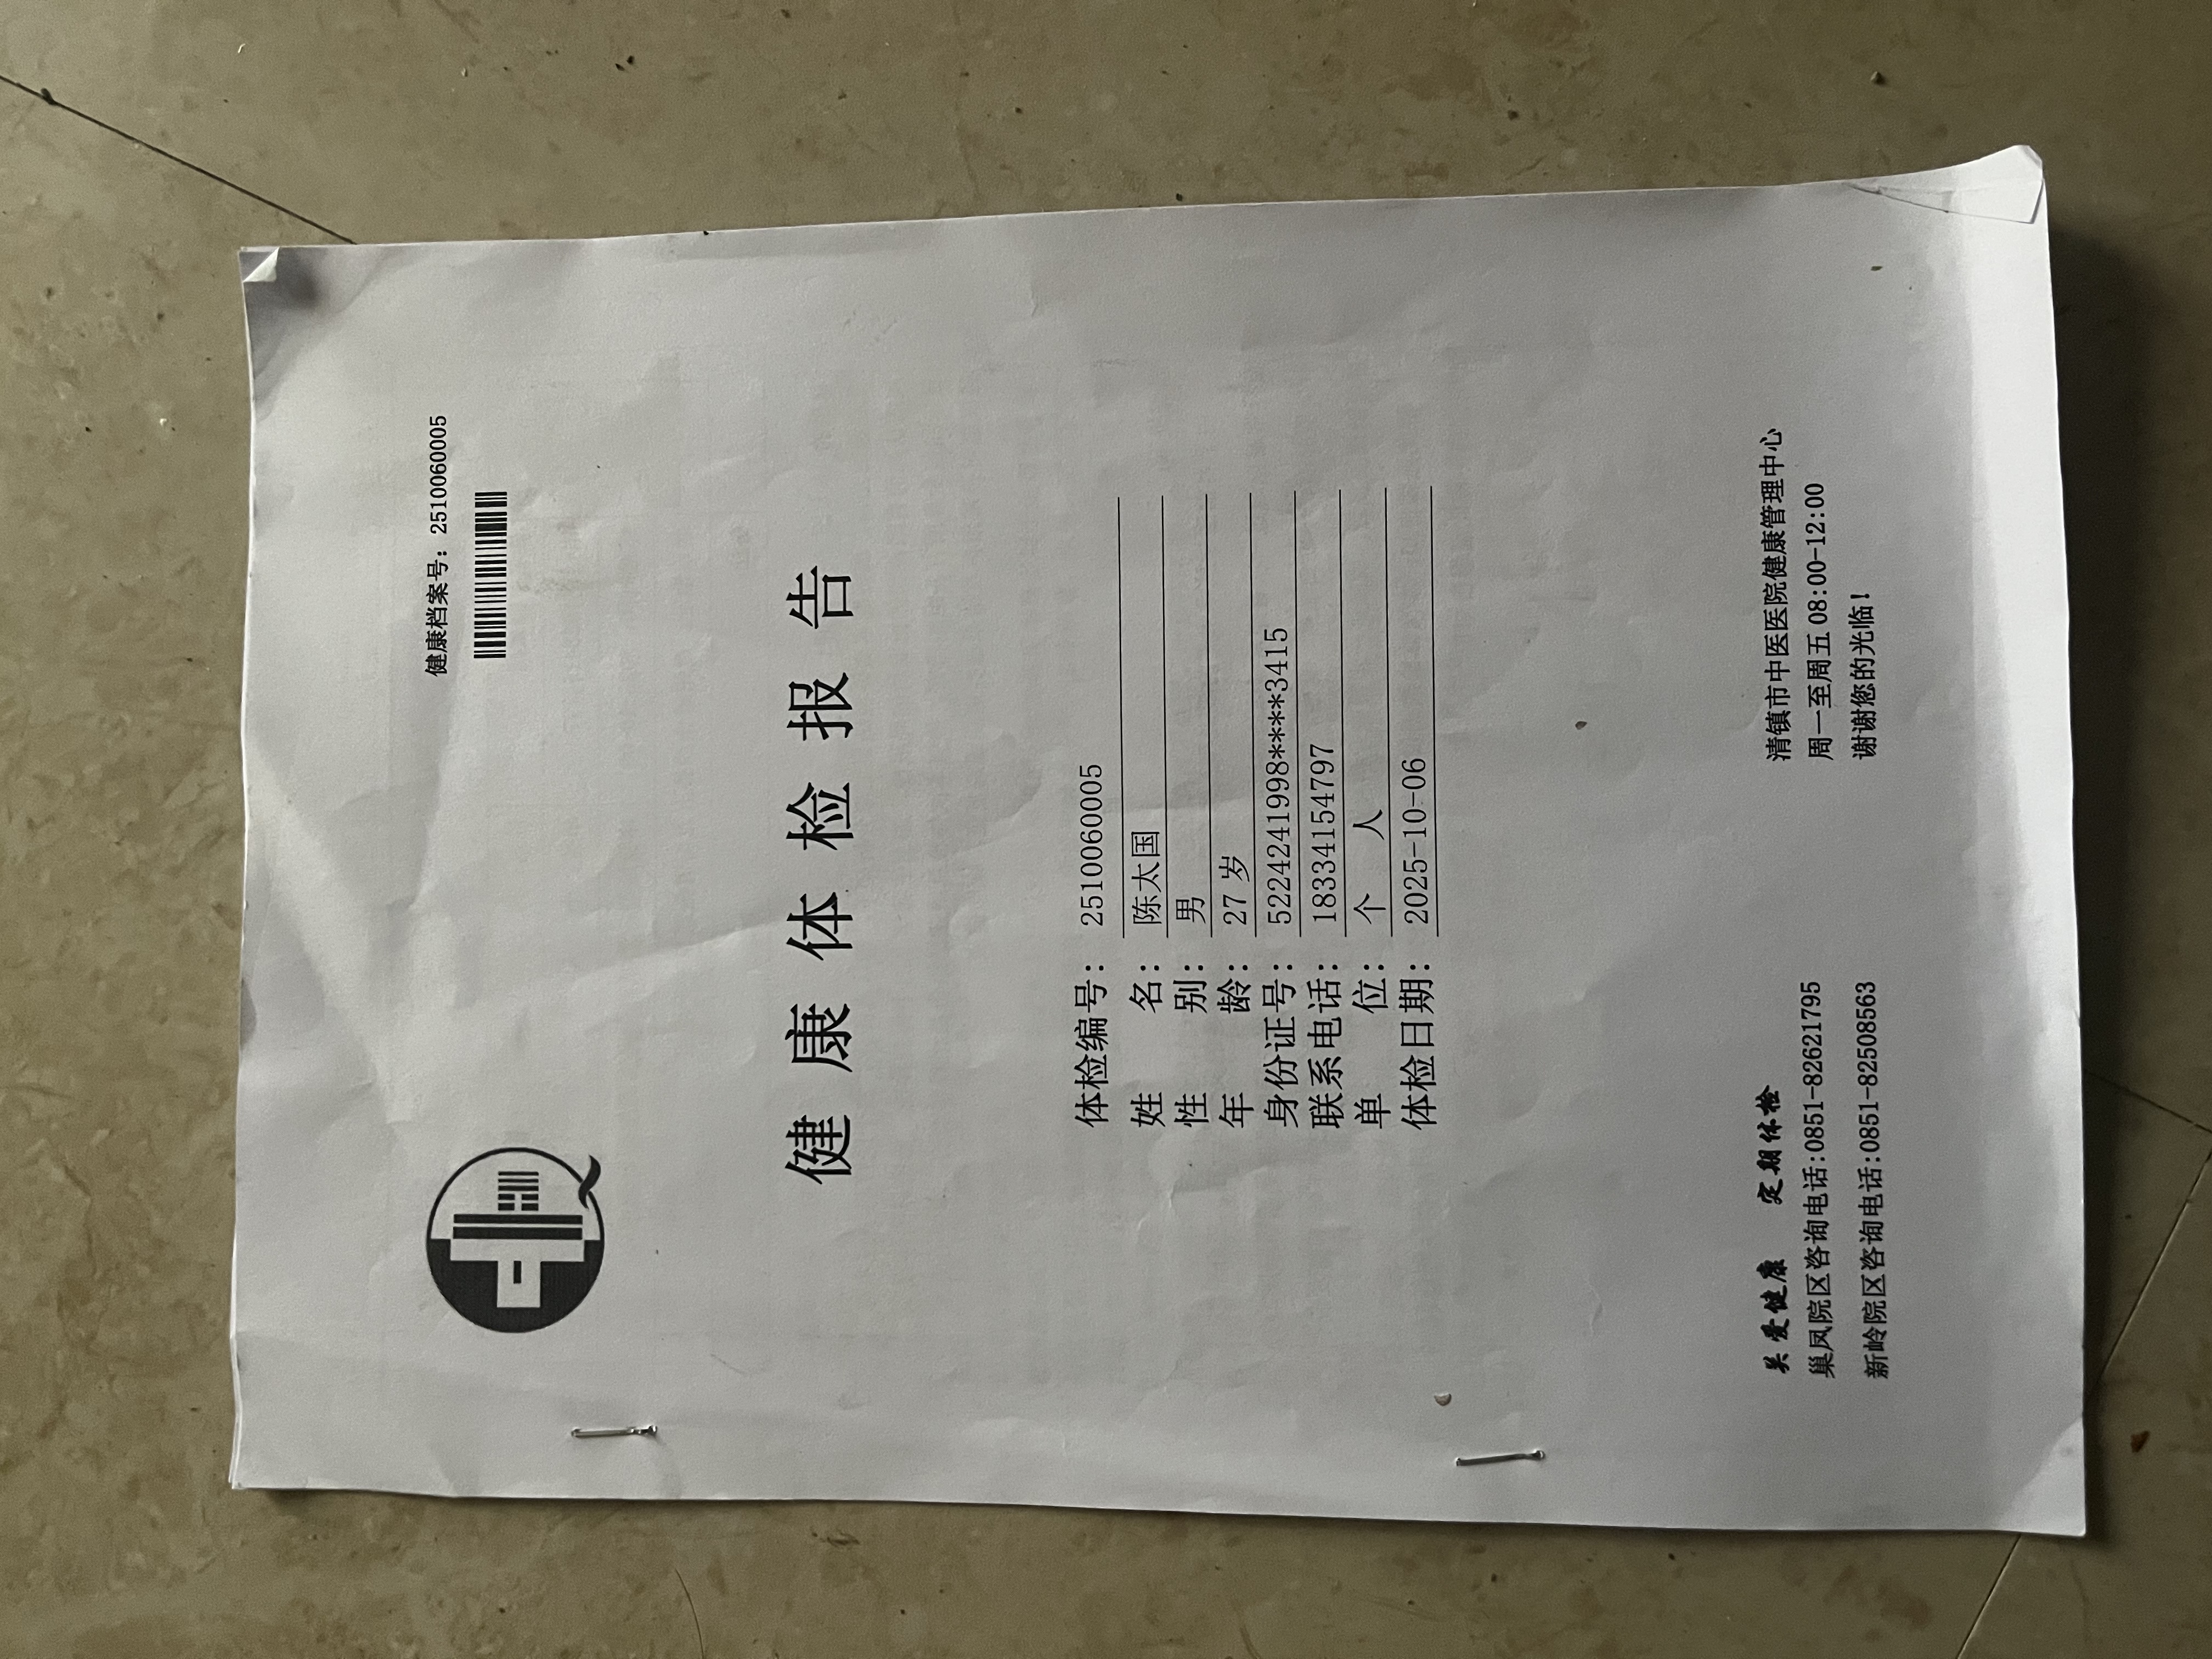 健康档案号：2510060005
健康体检报告
体检编号：2510060005
姓名：陈太国
性别：男
年龄：27 岁
身份证号：5224241998*****3415
联系电话：18334154797
单位：个人
体检日期：2025-10-06
关爱健康 定期体检
清镇市中医医院健康管理中心
巢凤院区咨询电话:0851-82621795
周一至周五 08:00-12:00
新岭院区咨询电话:0851-82508563
谢谢您的光临！